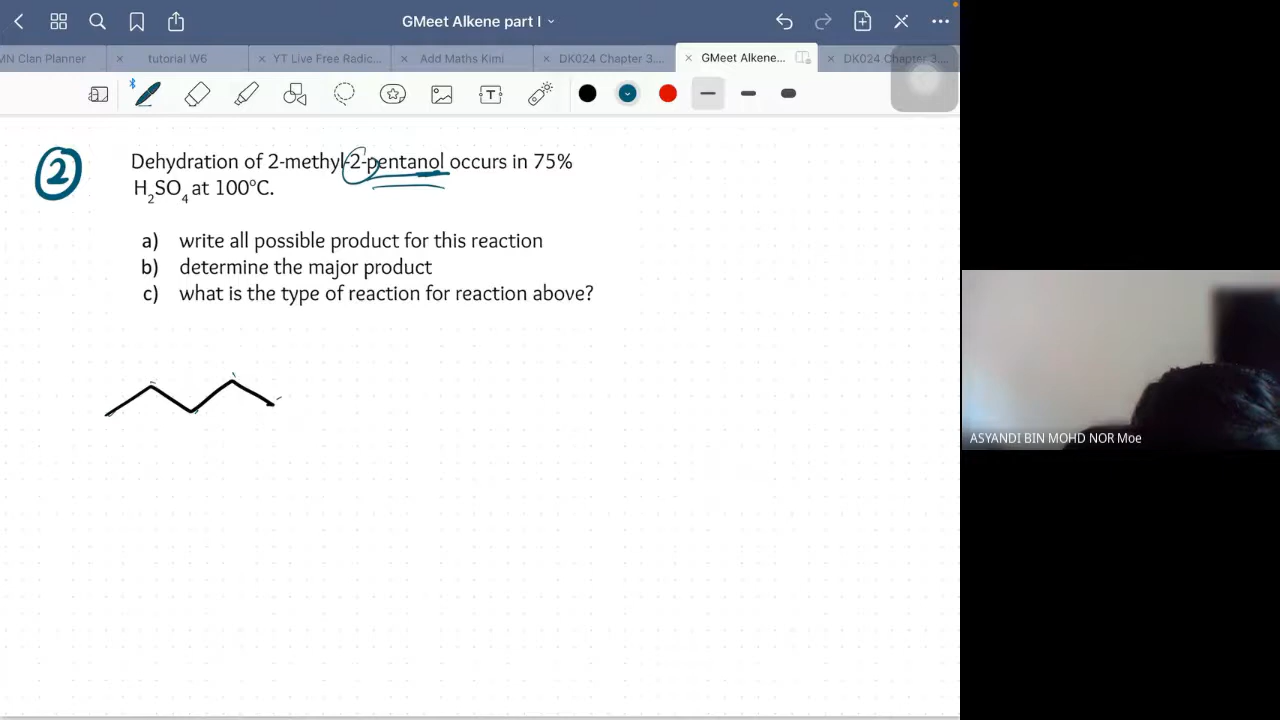 GMeet Alkene part I
MN Clan Planner
tutorial W6
YT Live Free Radic...
Add Maths Kimi
DK024 Chapter 3....
GMeet Alkene...
DK024 Chapter 3....
2
Dehydration of 2-methyl-2-pentanol occurs in 75%
H₂SO₄ at 100°C.
a) write all possible product for this reaction
b) determine the major product
c) what is the type of reaction for reaction above?
ASYANDI BIN MOHD NOR Moe